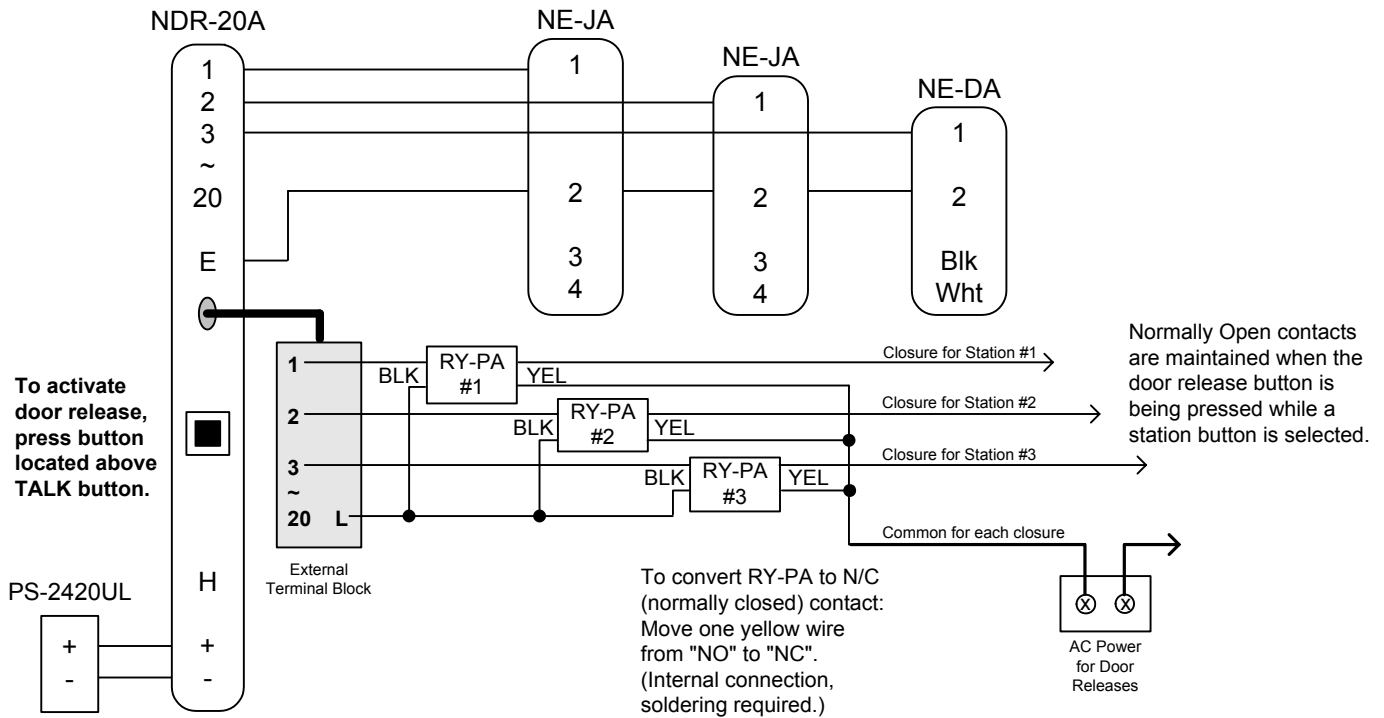 NDR-20A
1
2
3
~
20
E
H
+
-
NE-JA
1
2
3
4
NE-JA
1
2
3
4
NE-DA
1
2
Blk
Wht
To activate
door release,
press button
located above
TALK button.
1
2
3
~
20 L
External
Terminal Block
BLK
RY-PA
#1
YEL
BLK
RY-PA
#2
YEL
BLK
RY-PA
#3
YEL
Closure for Station #1
Closure for Station #2
Closure for Station #3
Common for each closure
Normally Open contacts
are maintained when the
door release button is
being pressed while a
station button is selected.
PS-2420UL
+
-
To convert RY-PA to N/C
(normally closed) contact:
Move one yellow wire
from "NO" to "NC".
(Internal connection,
soldering required.)
X X
AC Power
for Door
Releases